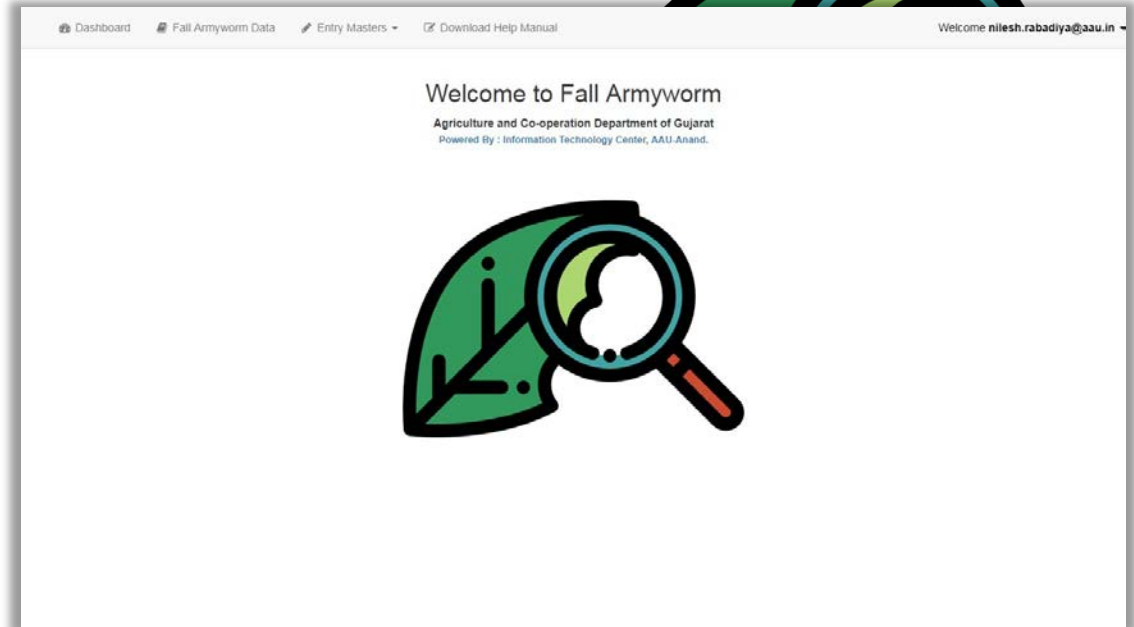 Dashboard Fall Armyworm Data Entry Masters Download Help Manual Welcome nilesh.rabadiya@aau.in
Welcome to Fall Armyworm
Agriculture and Co-operation Department of Gujarat
Powered By : Information Technology Center, AAU-Anand.